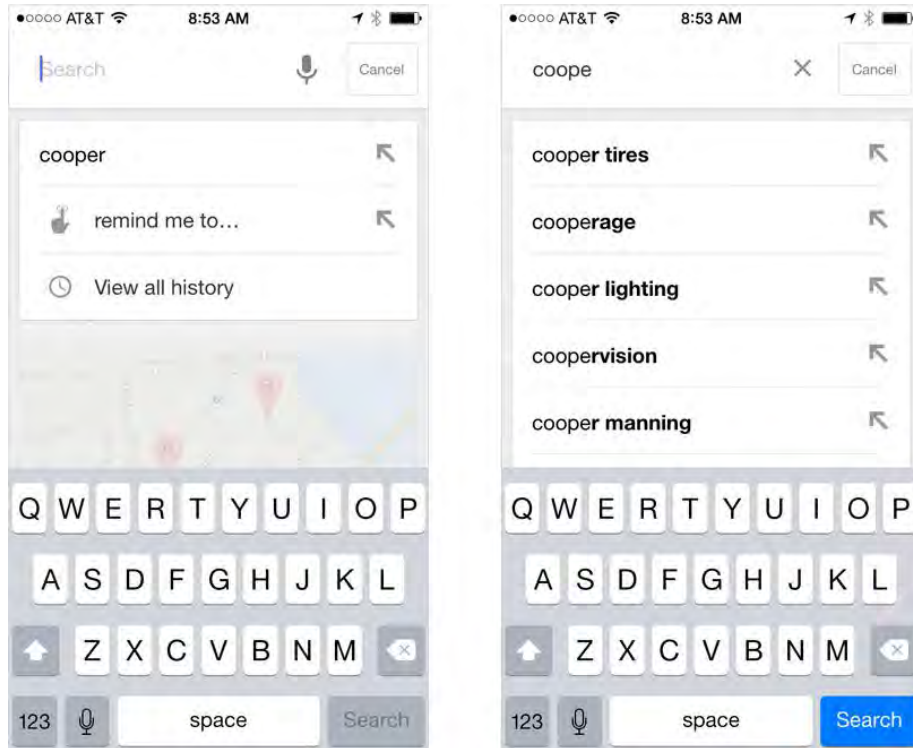 AT&T 8:53 AM
Search Cancel
cooper
remind me to...
View all history
Q W E R T Y U I O P
A S D F G H J K L
Z X C V B N M
123 space Search
AT&T 8:53 AM
coope Cancel
cooper tires
cooperage
cooper lighting
coopervision
cooper manning
Q W E R T Y U I O P
A S D F G H J K L
Z X C V B N M
123 space Search